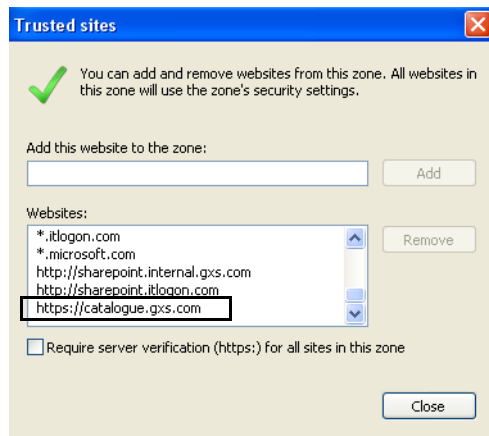 Trusted sites
You can add and remove websites from this zone. All websites in
this zone will use the zone's security settings.
Add this website to the zone:
Add
Websites:
*.itlogon.com
*.microsoft.com
http://sharepoint.internal.gxs.com
http://sharepoint.itlogon.com
https://catalogue.gxs.com
Remove
Require server verification (https:) for all sites in this zone
Close